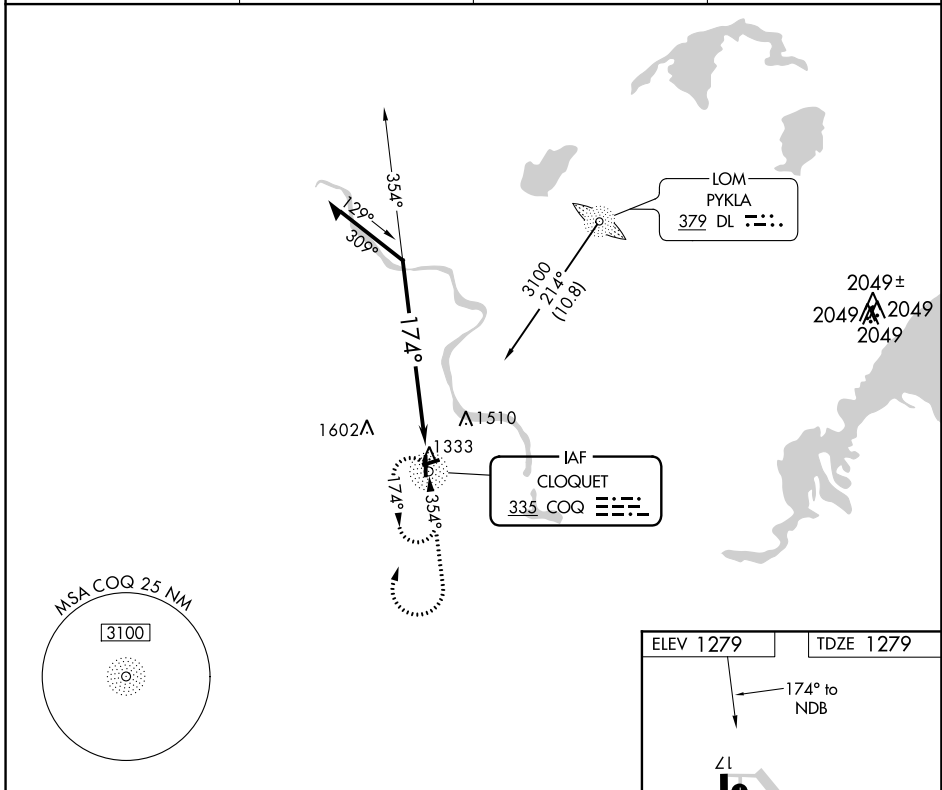 LOM
PYKLA
379 DL
354°
129°
309°
3100
214°
(10.8)
2049±
2049
2049
2049
174°
1602
1510
1333
IAF
CLOQUET
335 COQ
174°
354°
MSA COQ 25 NM
3100
ELEV 1279
TDZE 1279
174° to
NDB
17